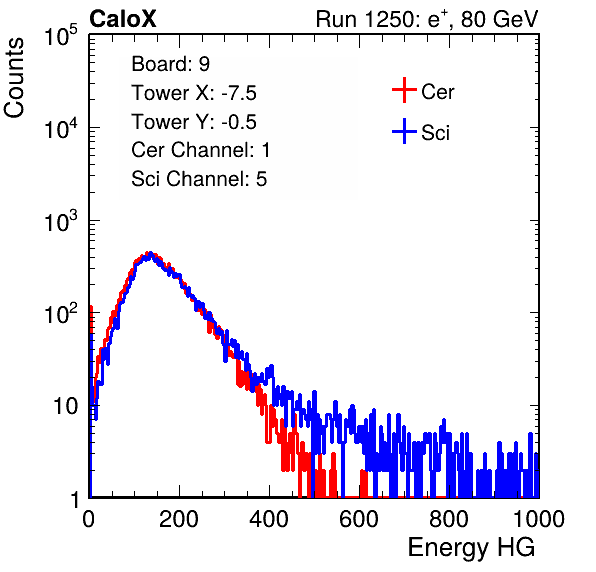 CaloX Run 1250: e⁺, 80 GeV
Counts
Board: 9
Tower X: -7.5
Tower Y: -0.5
Cer Channel: 1
Sci Channel: 5
Cer
Sci
10⁵
10⁴
10³
10²
10
1
0 200 400 600 800 1000
Energy HG